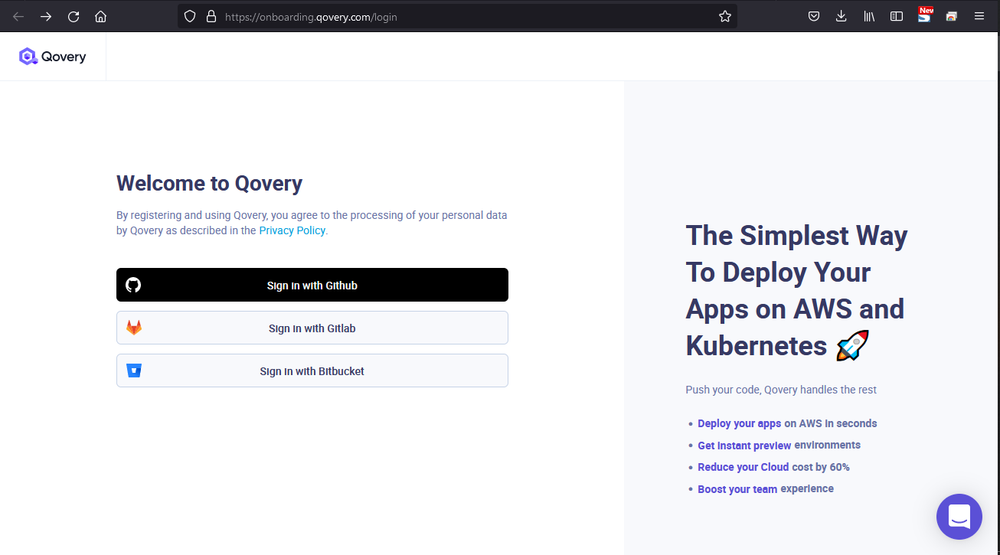 https://onboarding.qovery.com/login
New
Qovery
Welcome to Qovery
By registering and using Qovery, you agree to the processing of your personal data
by Qovery as described in the Privacy Policy.
Sign in with Github
Sign in with Gitlab
Sign in with Bitbucket
The Simplest Way
To Deploy Your
Apps on AWS and
Kubernetes 🚀
Push your code, Qovery handles the rest
• Deploy your apps on AWS in seconds
• Get instant preview environments
• Reduce your Cloud cost by 60%
• Boost your team experience